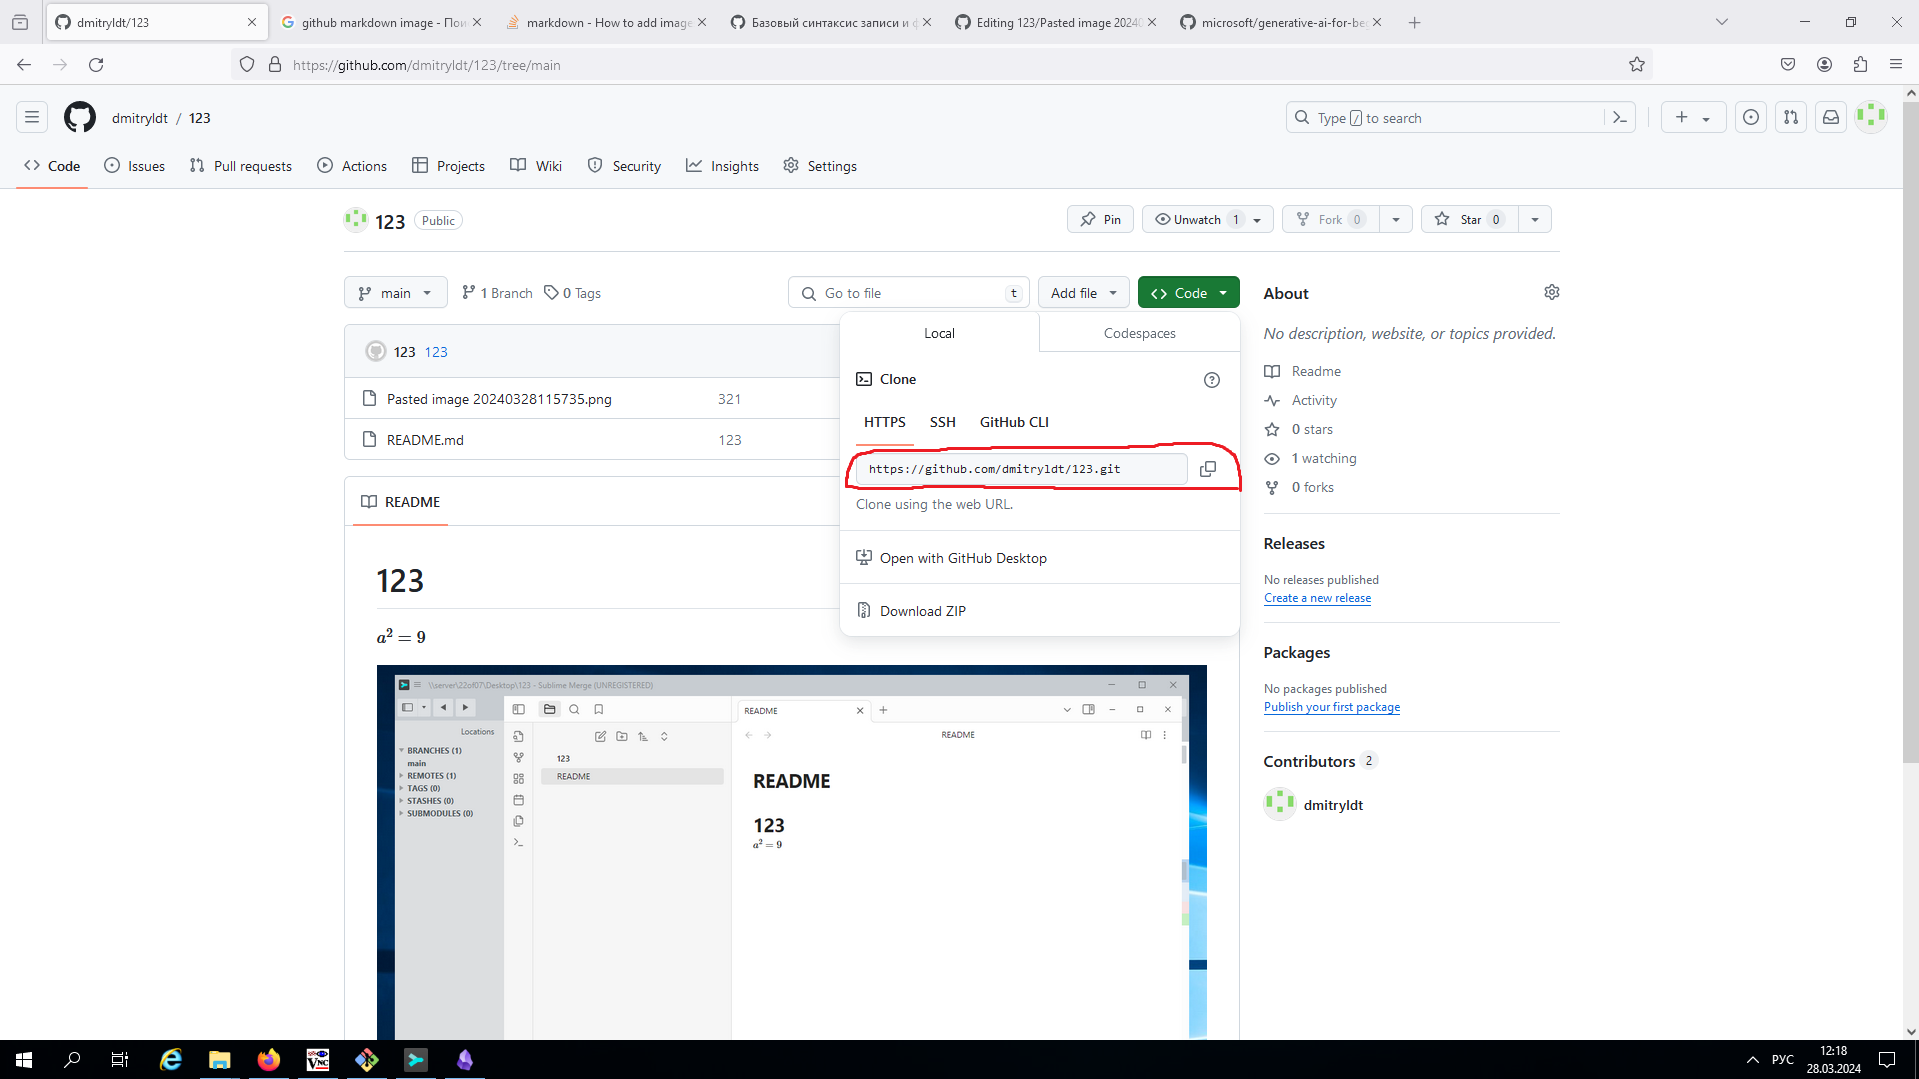 dmitryldt/123
github markdown image - Пои
markdown - How to add image
Базовый синтаксис записи и ф
Editing 123/Pasted image 20240
microsoft/generative-ai-for-beg
https://github.com/dmitryldt/123/tree/main
dmitryldt / 123
Type / to search
Code
Issues
Pull requests
Actions
Projects
Wiki
Security
Insights
Settings
123 Public
Pin
Unwatch 1
Fork 0
Star 0
main
1 Branch
0 Tags
Go to file t
Add file
Code
Local
Codespaces
Clone
HTTPS
SSH
GitHub CLI
https://github.com/dmitryldt/123.git
Clone using the web URL.
Open with GitHub Desktop
Download ZIP
123 123
Pasted image 20240328115735.png 321
README.md 123
README
123
a² = 9
\\server\22of07\Desktop\123 - Sublime Merge (UNREGISTERED)
Locations
BRANCHES (1)
main
REMOTES (1)
TAGS (0)
STASHES (0)
SUBMODULES (0)
123
README
README
README
README
123
a² = 9
About
No description, website, or topics provided.
Readme
Activity
0 stars
1 watching
0 forks
Releases
No releases published
Create a new release
Packages
No packages published
Publish your first package
Contributors 2
dmitryldt
VNC
РУС
12:18
28.03.2024